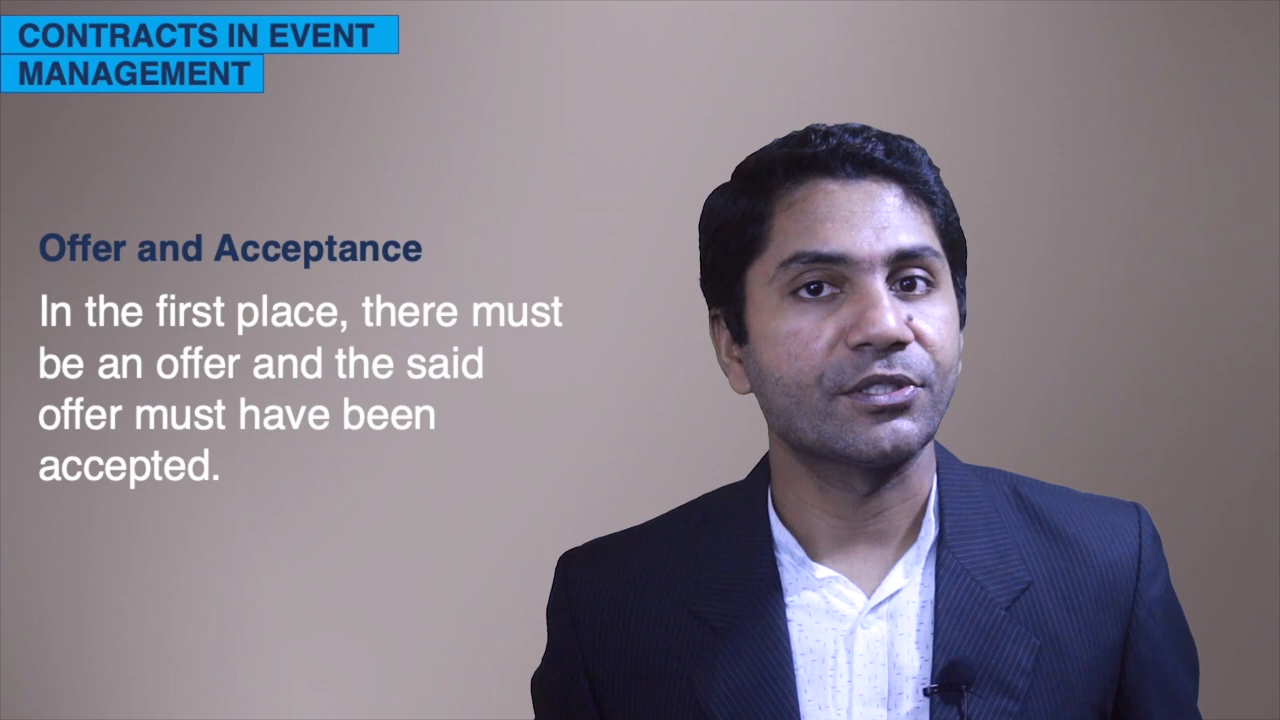 CONTRACTS IN EVENT
MANAGEMENT
Offer and Acceptance
In the first place, there must
be an offer and the said
offer must have been
accepted.